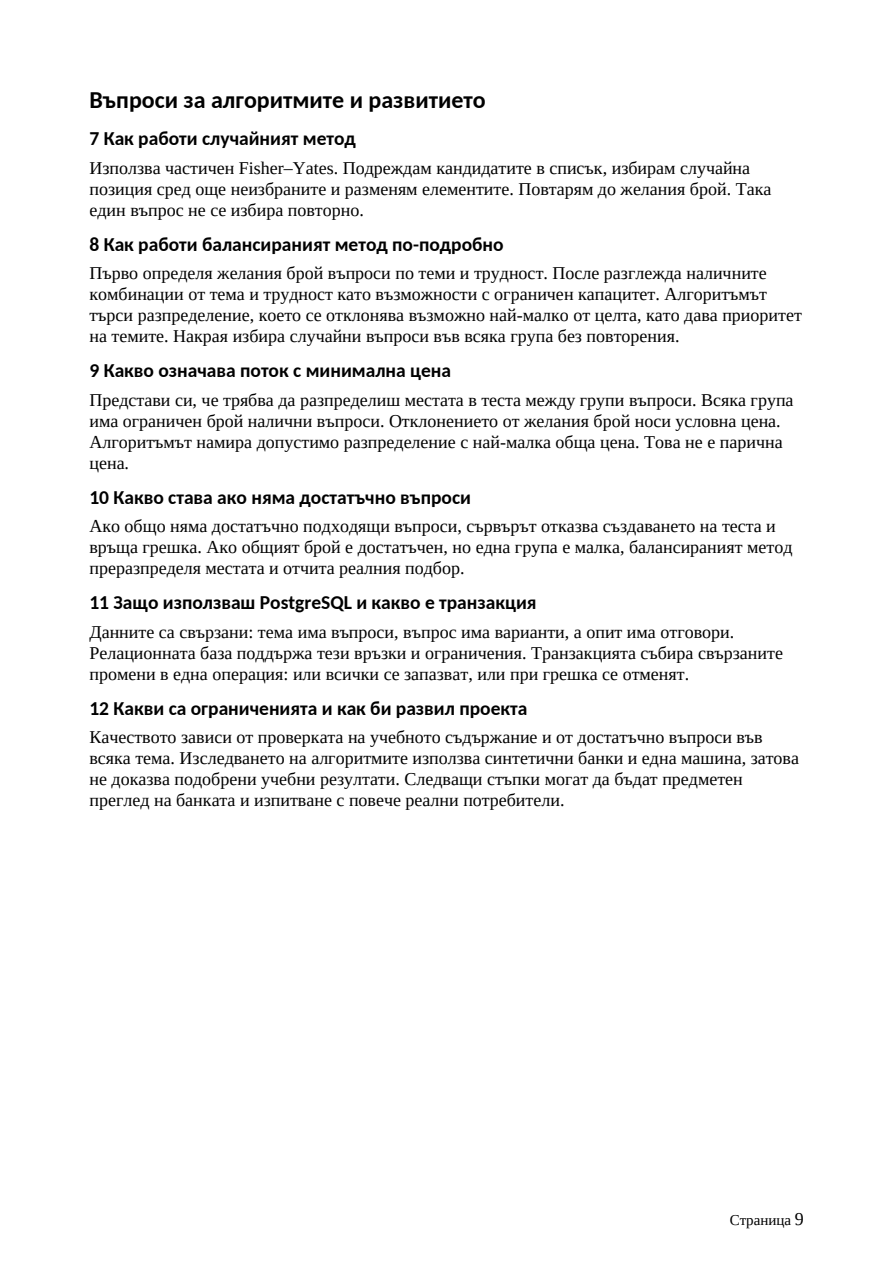 Въпроси за алгоритмите и развитието
7 Как работи случайният метод
Използва частичен Fisher–Yates. Подреждам кандидатите в списък, избирам случайна
позиция сред още неизбраните и разменям елементите. Повтарям до желания брой. Така
един въпрос не се избира повторно.
8 Как работи балансираният метод по-подробно
Първо определя желания брой въпроси по теми и трудност. После разглежда наличните
комбинации от тема и трудност като възможности с ограничен капацитет. Алгоритъмът
търси разпределение, което се отклонява възможно най-малко от целта, като дава приоритет
на темите. Накрая избира случайни въпроси във всяка група без повторения.
9 Какво означава поток с минимална цена
Представи си, че трябва да разпределиш местата в теста между групи въпроси. Всяка група
има ограничен брой налични въпроси. Отклонението от желания брой носи условна цена.
Алгоритъмът намира допустимо разпределение с най-малка обща цена. Това не е парична
цена.
10 Какво става ако няма достатъчно въпроси
Ако общо няма достатъчно подходящи въпроси, сървърът отказва създаването на теста и
връща грешка. Ако общият брой е достатъчен, но една група е малка, балансираният метод
преразпределя местата и отчита реалния подбор.
11 Защо използваш PostgreSQL и какво е транзакция
Данните са свързани: тема има въпроси, въпрос има варианти, а опит има отговори.
Релационната база поддържа тези връзки и ограничения. Транзакцията събира свързаните
промени в една операция: или всички се запазват, или при грешка се отменят.
12 Какви са ограниченията и как би развил проекта
Качеството зависи от проверката на учебното съдържание и от достатъчно въпроси във
всяка тема. Изследването на алгоритмите използва синтетични банки и една машина, затова
не доказва подобрени учебни резултати. Следващи стъпки могат да бъдат предметен
преглед на банката и изпитване с повече реални потребители.
Страница 9